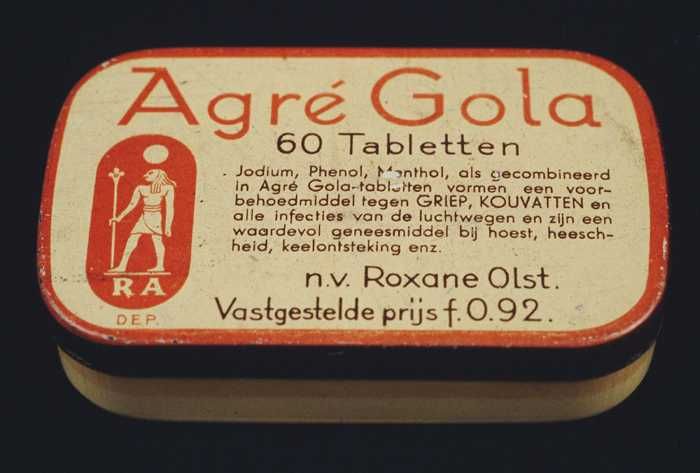 Agré Gola
60 Tabletten
Jodium, Phenol, Menthol, als gecombineerd
in Agré Gola-tabletten vormen een voor-
behoedmiddel tegen GRIEP, KOUVATTEN en
alle infecties van de luchtwegen en zijn een
waardevol geneesmiddel bij hoest, heesch-
heid, keelontsteking enz.
RA
DEP.
n.v. Roxane Olst.
Vastgestelde prijs f. 0.92.